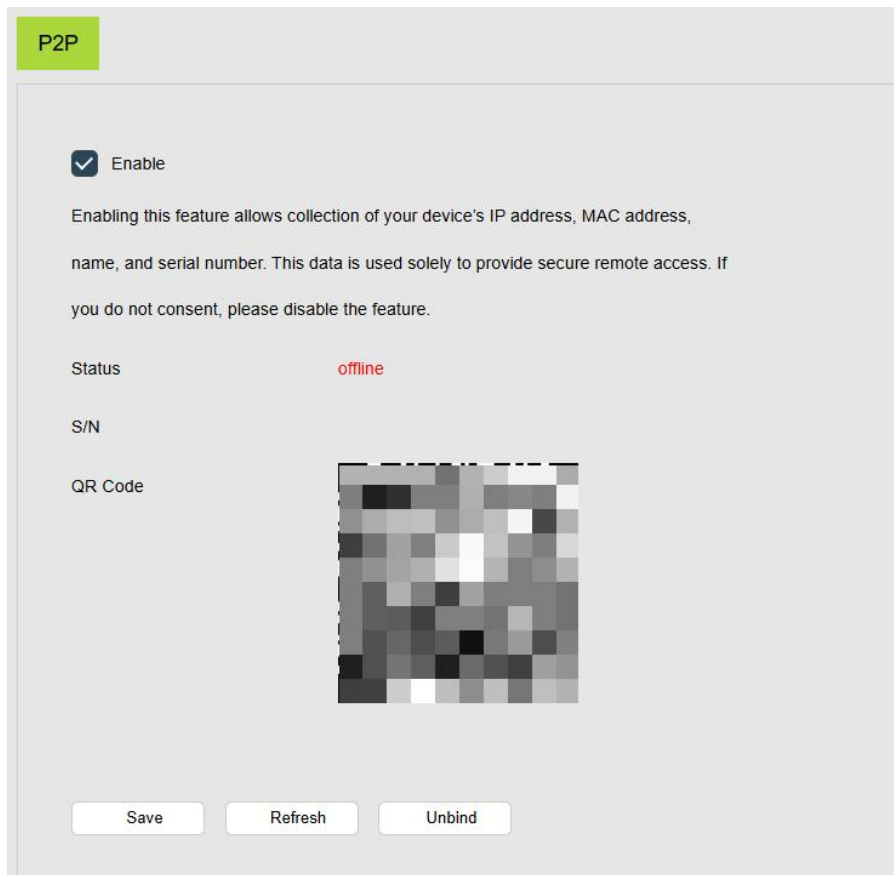 P2P
Enable
Enabling this feature allows collection of your device’s IP address, MAC address,
name, and serial number. This data is used solely to provide secure remote access. If
you do not consent, please disable the feature.
Status offline
S/N
QR Code
Save Refresh Unbind